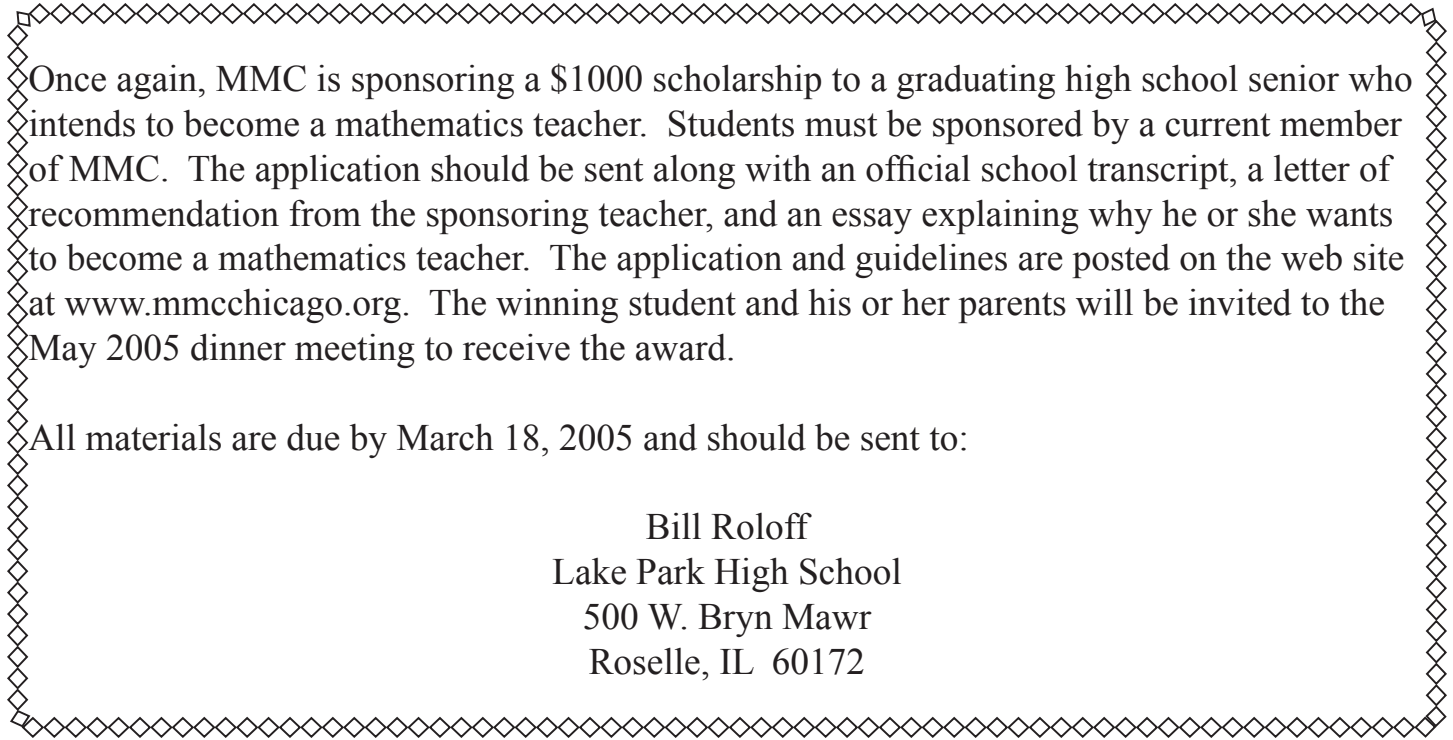 Once again, MMC is sponsoring a $1000 scholarship to a graduating high school senior who
intends to become a mathematics teacher.  Students must be sponsored by a current member
of MMC.  The application should be sent along with an official school transcript, a letter of
recommendation from the sponsoring teacher, and an essay explaining why he or she wants
to become a mathematics teacher.  The application and guidelines are posted on the web site
at www.mmcchicago.org.  The winning student and his or her parents will be invited to the
May 2005 dinner meeting to receive the award.
All materials are due by March 18, 2005 and should be sent to:
Bill Roloff
Lake Park High School
500 W. Bryn Mawr
Roselle, IL  60172